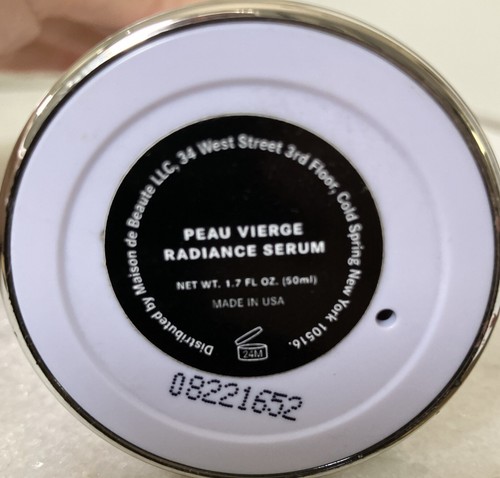 Distributed by Maison de Beaute LLC, 34 West Street 3rd Floor, Cold Spring New York 10516.
PEAU VIERGE
RADIANCE SERUM
NET WT. 1.7 FL OZ. (50ml)
MADE IN USA
24M
08221652